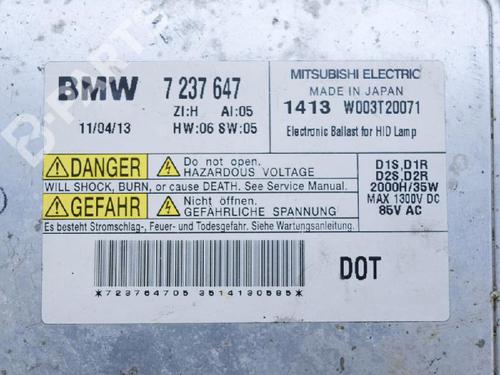 BMW 7 237 647
ZI:H AI:05
11/04/13 HW:06 SW:05
MITSUBISHI ELECTRIC
MADE IN JAPAN
1413 W003T20071
Electronic Ballast for HID Lamp
DANGER Do not open.
HAZARDOUS VOLTAGE
WILL SHOCK, BURN, or cause DEATH. See Service Manual.
GEFAHR Nicht öffnen.
GEFÄHRLICHE SPANNUNG
Es besteht Stromschlag-, Feuer- und Todesgefahr. Siehe Wartungsanleitung.
D1S,D1R
D2S,D2R
2000H/35W
MAX 1300V DC
85V AC
*723764705 3514130585*
DOT
B-PARTS